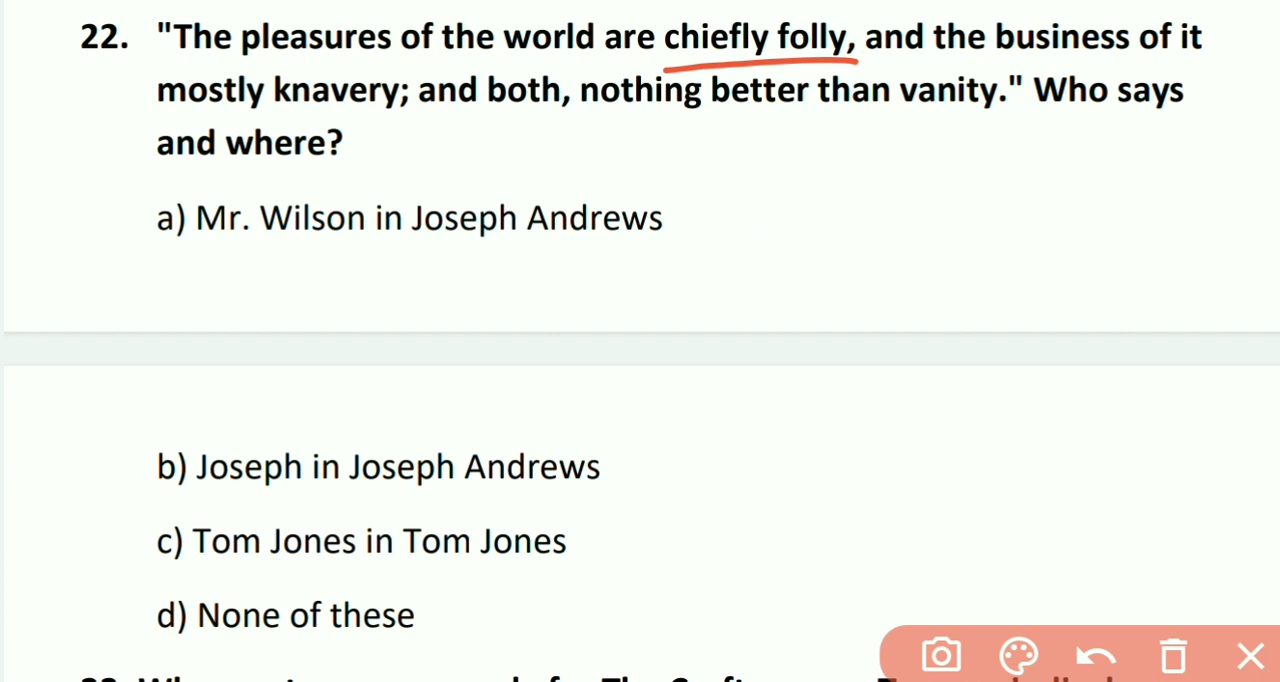 22. "The pleasures of the world are chiefly folly, and the business of it
mostly knavery; and both, nothing better than vanity." Who says
and where?
a) Mr. Wilson in Joseph Andrews
b) Joseph in Joseph Andrews
c) Tom Jones in Tom Jones
d) None of these